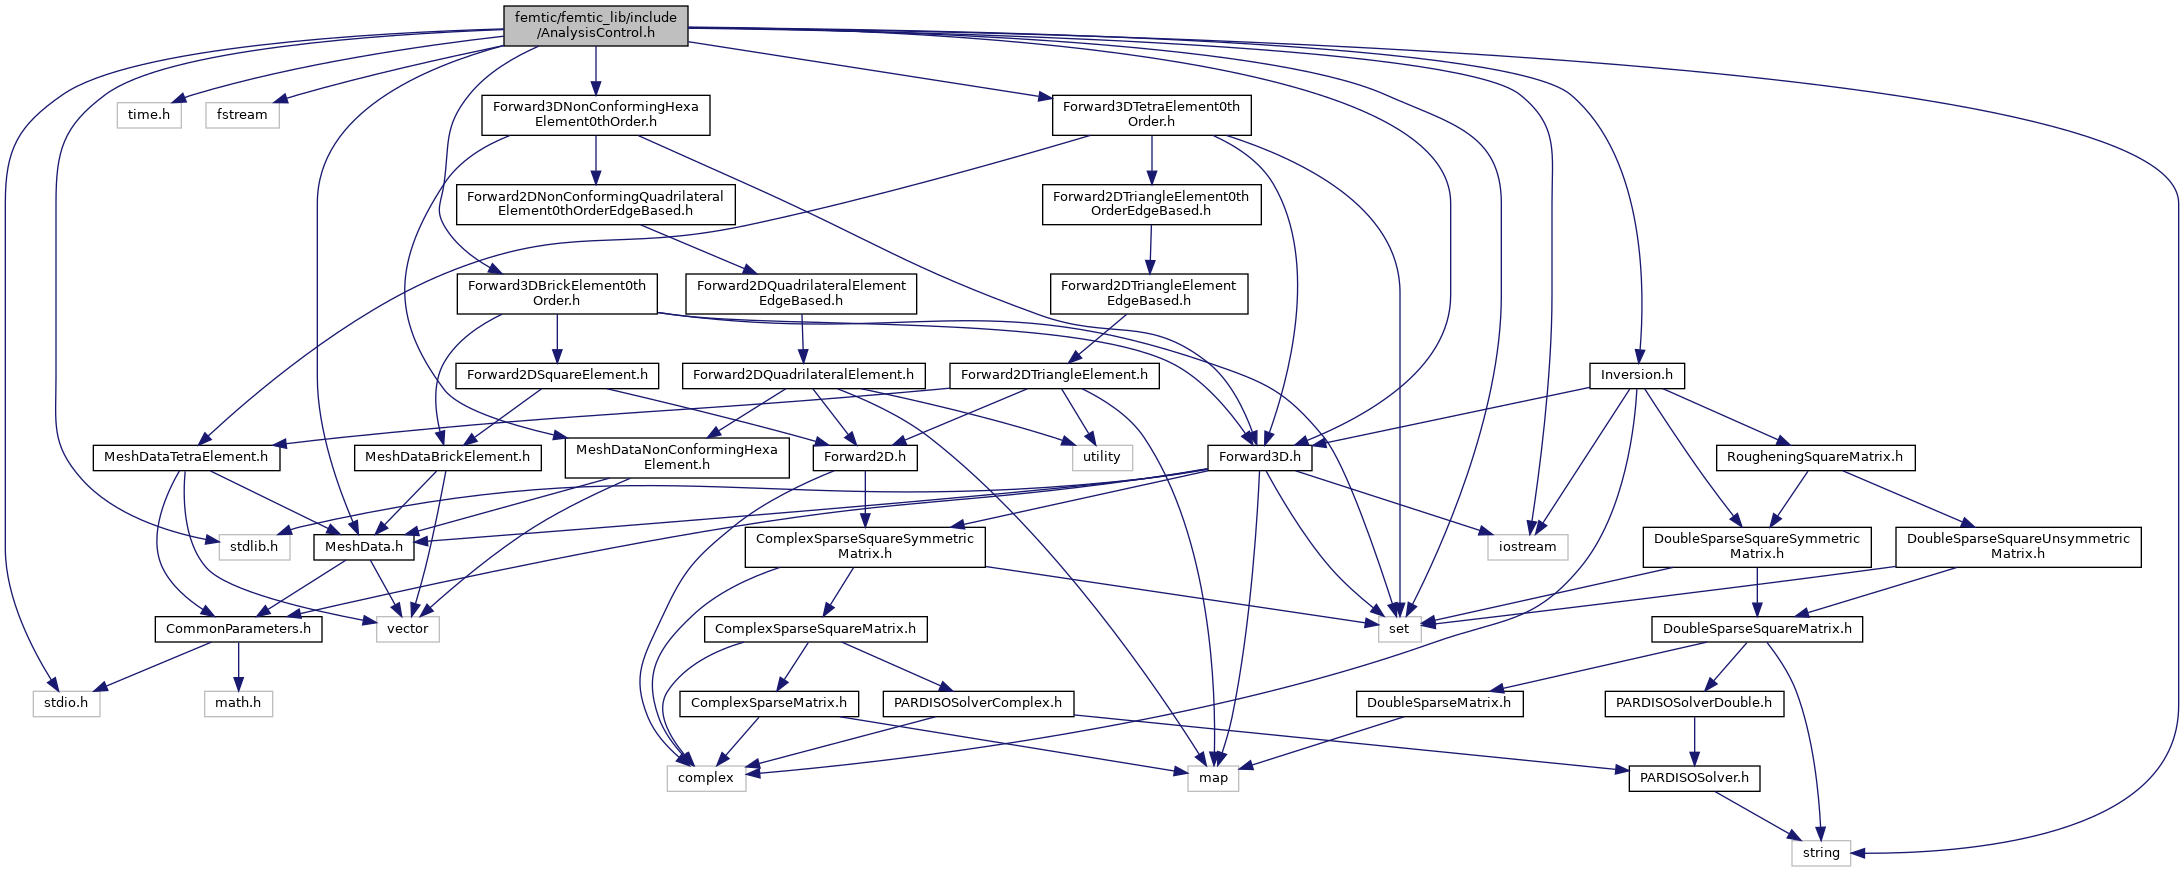 femtic/femtic_lib/include
/AnalysisControl.h
time.h
fstream
Forward3DNonConformingHexa
Element0thOrder.h
Forward3DTetraElement0th
Order.h
Forward2DNonConformingQuadrilateral
Element0thOrderEdgeBased.h
Forward2DTriangleElement0th
OrderEdgeBased.h
Forward3DBrickElement0th
Order.h
Forward2DQuadrilateralElement
EdgeBased.h
Forward2DTriangleElement
EdgeBased.h
Forward2DSquareElement.h
Forward2DQuadrilateralElement.h
Forward2DTriangleElement.h
Inversion.h
MeshDataTetraElement.h
MeshDataBrickElement.h
MeshDataNonConformingHexa
Element.h
Forward2D.h
utility
Forward3D.h
RougheningSquareMatrix.h
stdlib.h
MeshData.h
ComplexSparseSquareSymmetric
Matrix.h
iostream
DoubleSparseSquareSymmetric
Matrix.h
DoubleSparseSquareUnsymmetric
Matrix.h
CommonParameters.h
vector
ComplexSparseSquareMatrix.h
set
DoubleSparseSquareMatrix.h
stdio.h
math.h
ComplexSparseMatrix.h
PARDISOSolverComplex.h
DoubleSparseMatrix.h
PARDISOSolverDouble.h
complex
map
PARDISOSolver.h
string